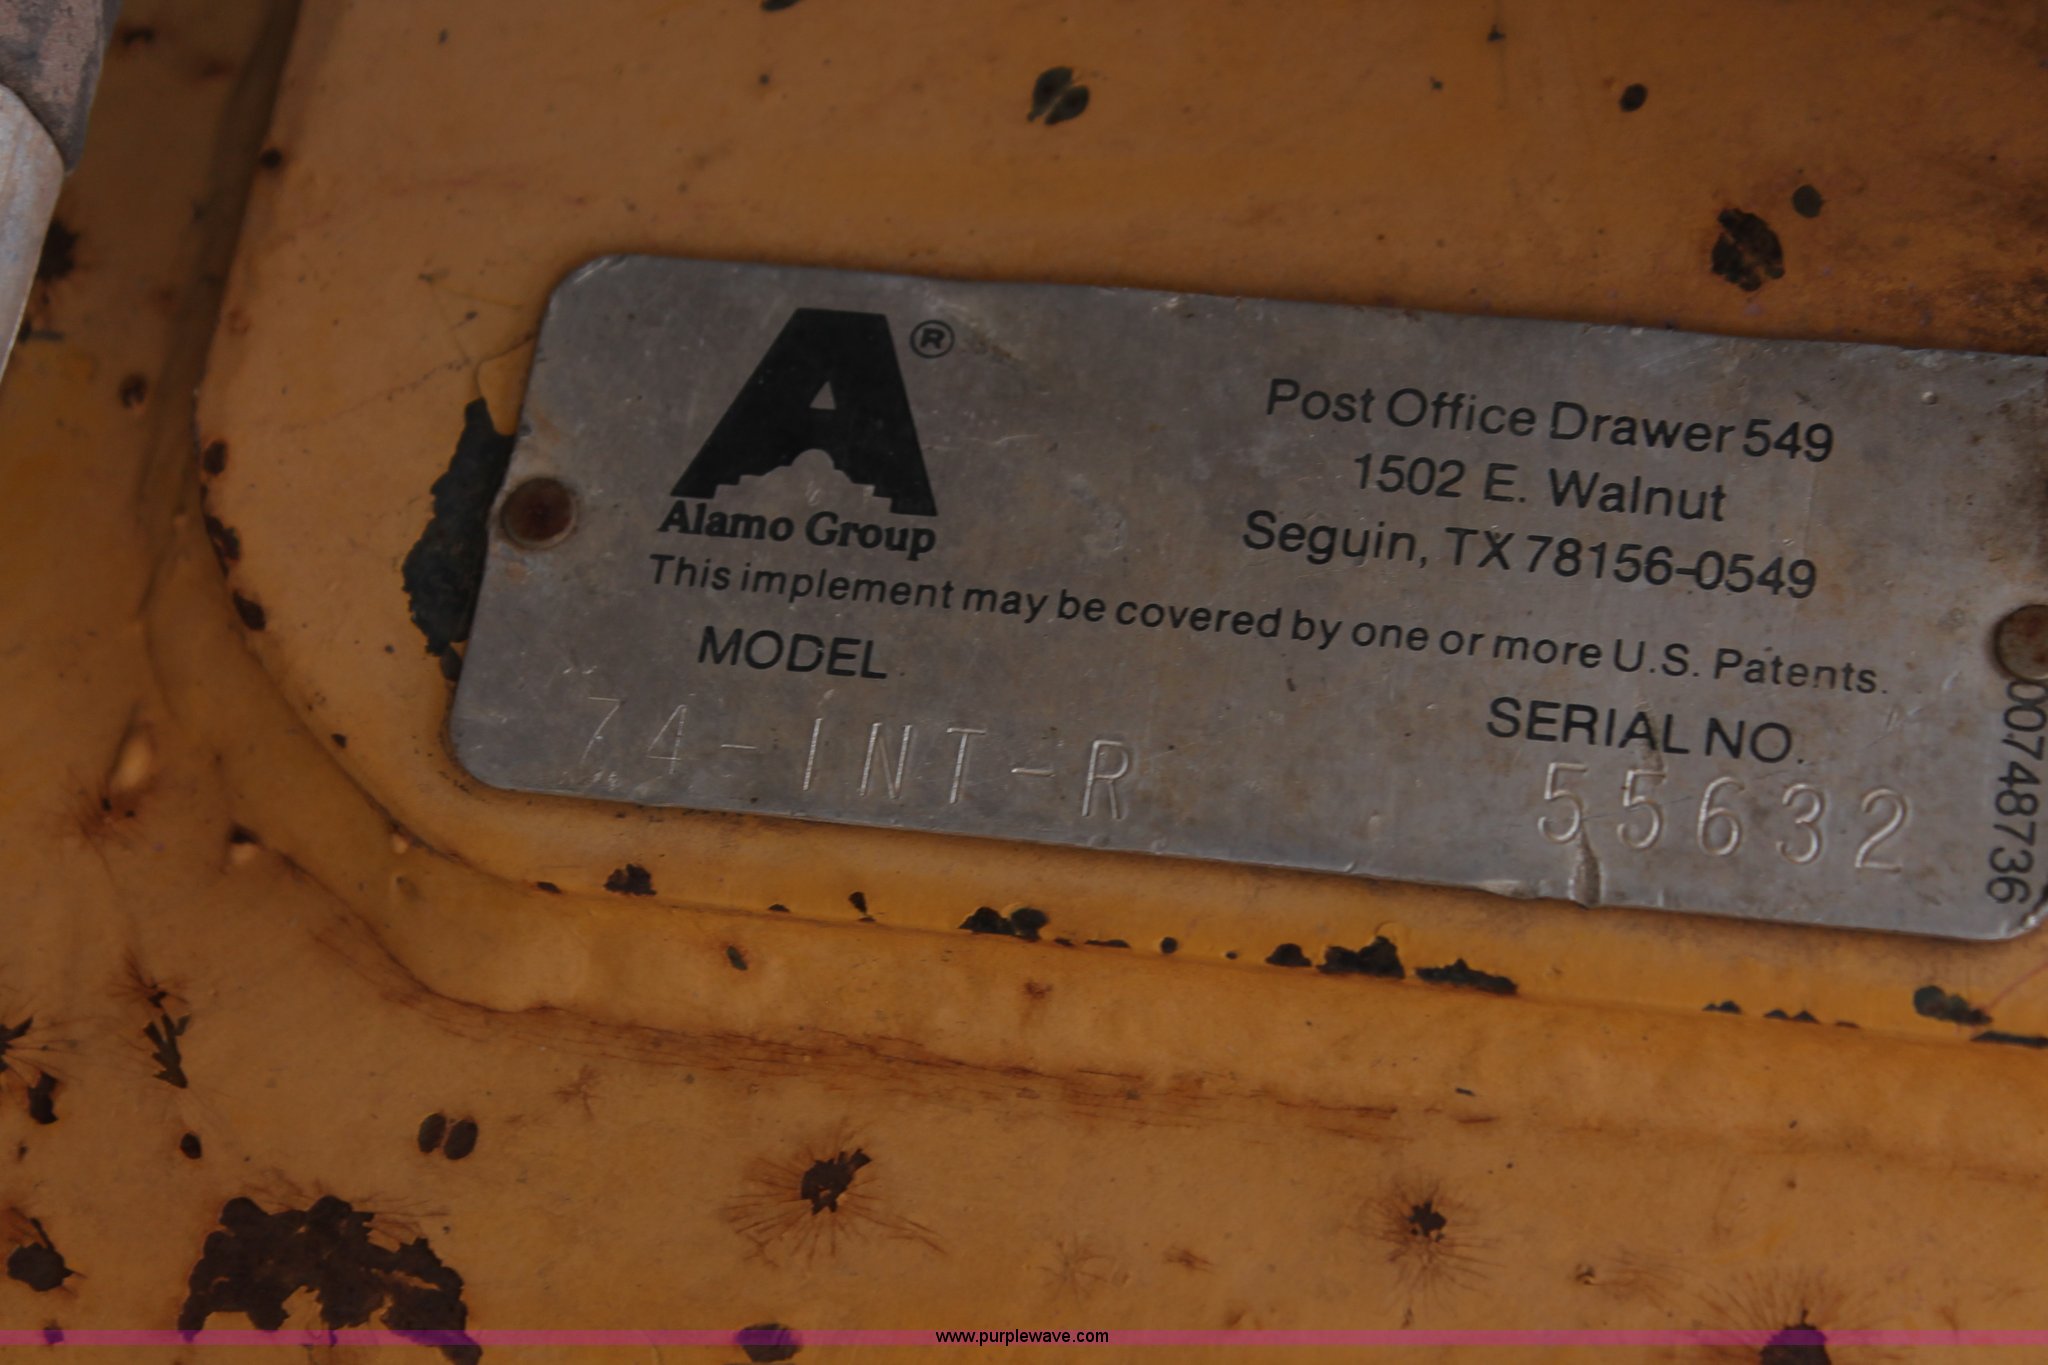 A®
Alamo Group
Post Office Drawer 549
1502 E. Walnut
Seguin, TX 78156-0549
This implement may be covered by one or more U.S. Patents.
MODEL
74-INT-R
SERIAL NO.
55632
00748736
www.purplewave.com